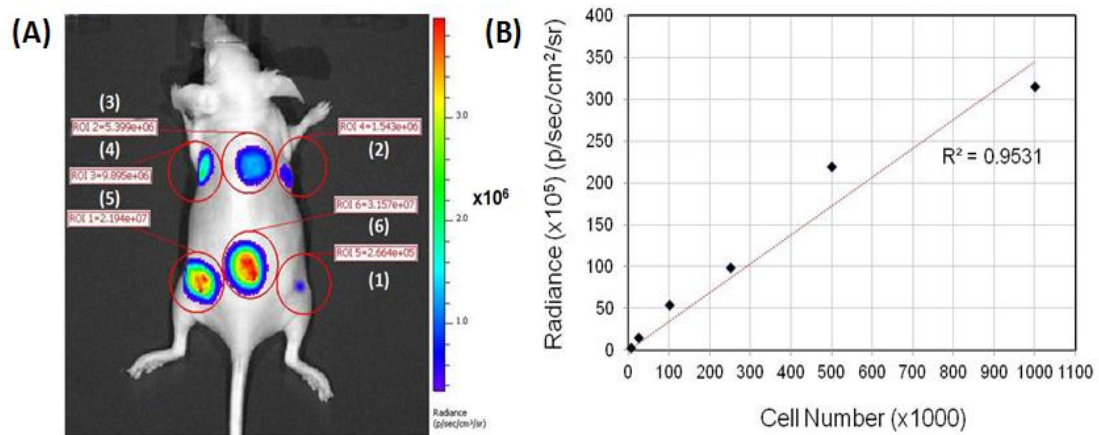 (A)
(3)
ROI 2=5.399e+06
ROI 4=1.543e+06
(4)
(2)
ROI 3=9.895e+06
(5)
ROI 1=2.194e+07
ROI 6=3.157e+07
(6)
ROI 5=2.664e+05
(1)
3.0
2.0
1.0
x10⁶
Radiance
(p/sec/cm²/sr)
(B)
Radiance (x10⁵) (p/sec/cm²/sr)
400
350
300
250
200
150
100
50
0
R² = 0.9531
0 100 200 300 400 500 600 700 800 900 1000 1100
Cell Number (x1000)